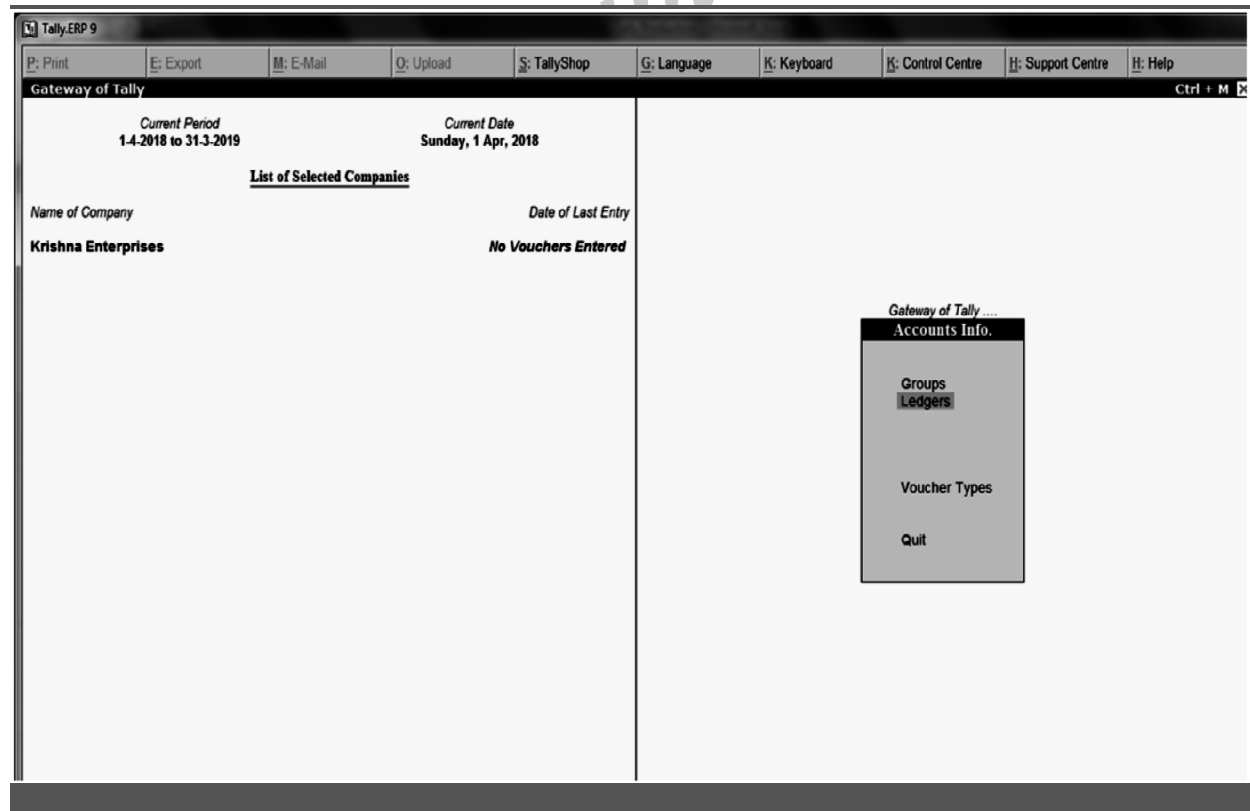 Tally.ERP 9
P: Print E: Export M: E-Mail O: Upload S: TallyShop G: Language K: Keyboard K: Control Centre H: Support Centre H: Help
Gateway of Tally Ctrl + M
Current Period Current Date
1-4-2018 to 31-3-2019 Sunday, 1 Apr, 2018
List of Selected Companies
Name of Company Date of Last Entry
Krishna Enterprises No Vouchers Entered
Gateway of Tally ....
Accounts Info.
Groups
Ledgers
Voucher Types
Quit